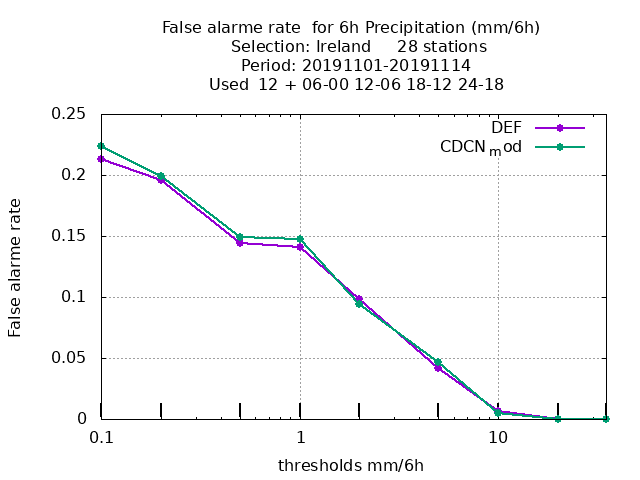 False alarme rate  for 6h Precipitation (mm/6h)
Selection: Ireland     28 stations
Period: 20191101-20191114
Used  12 + 06-00 12-06 18-12 24-18
DEF
CDCNmod
0.25
0.2
0.15
0.1
0.05
0
False alarme rate
0.1 1 10
thresholds mm/6h